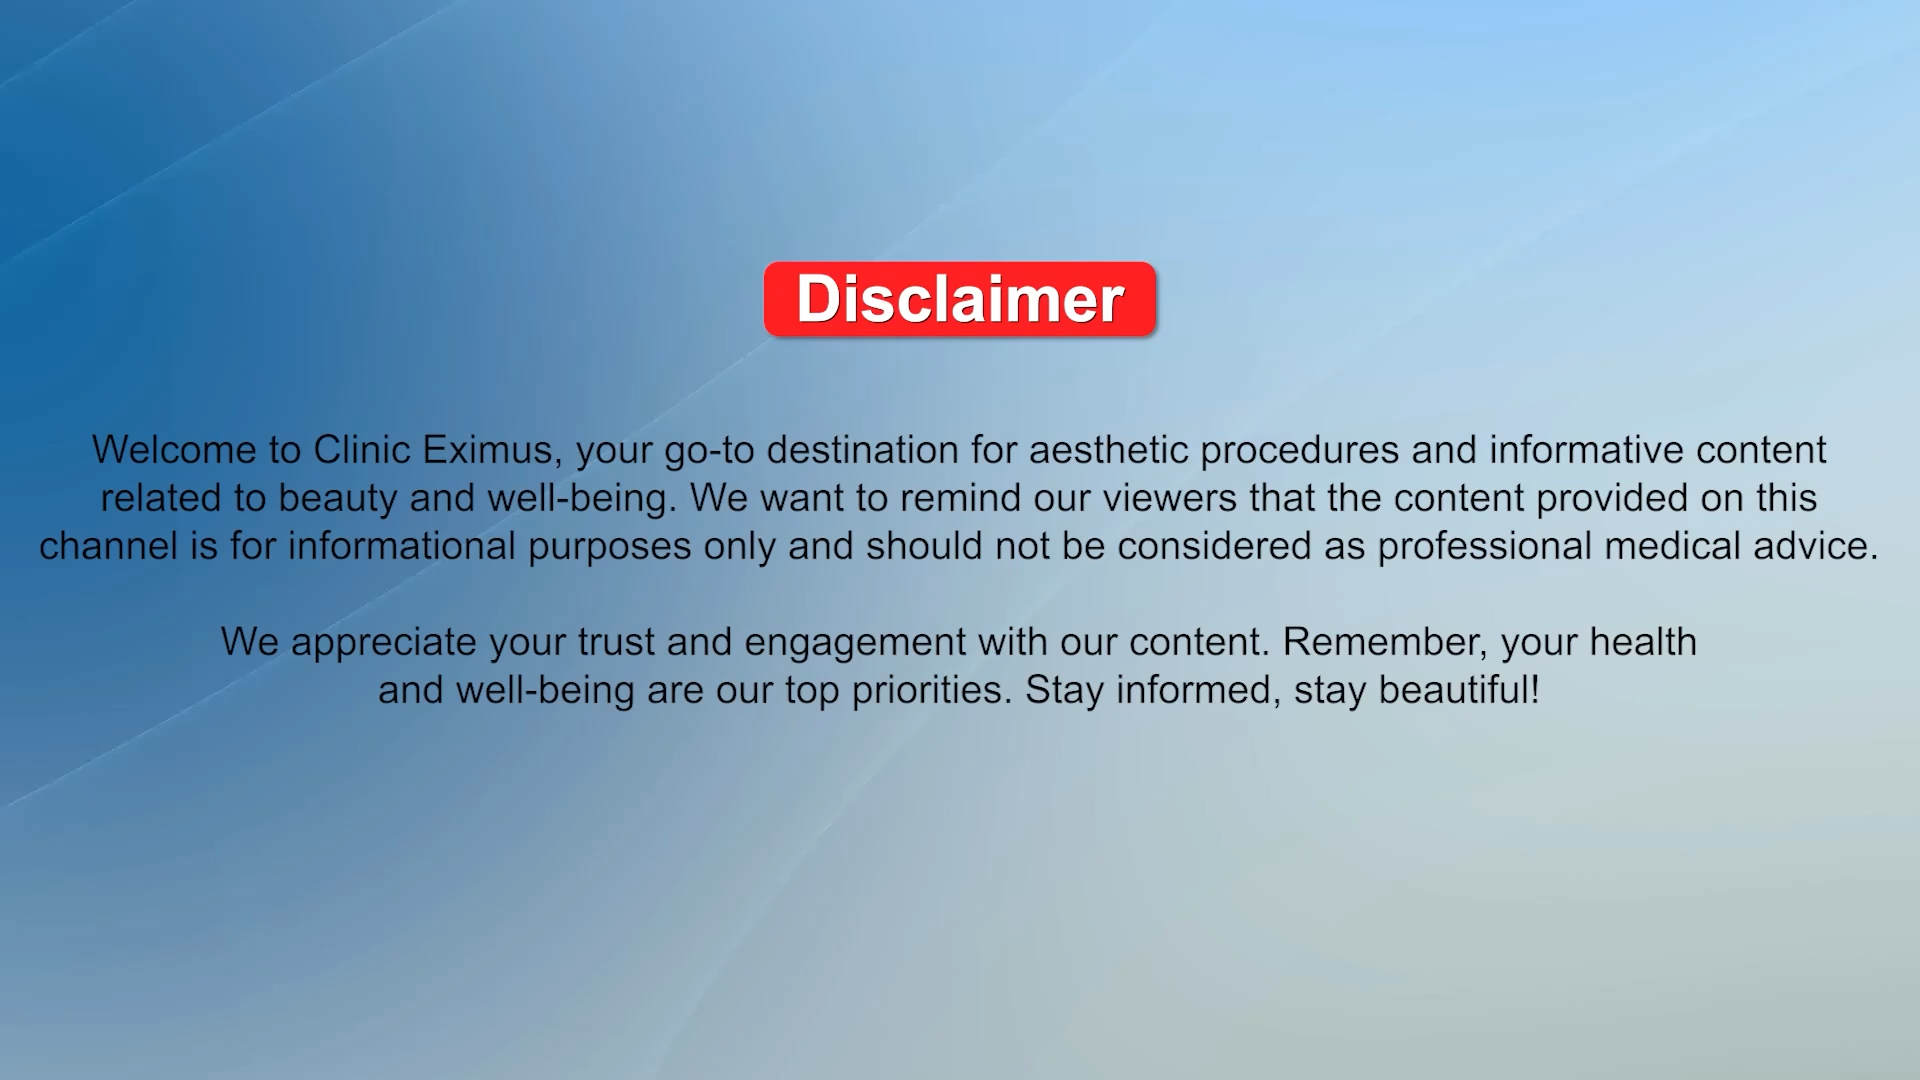 Disclaimer
Welcome to Clinic Eximus, your go-to destination for aesthetic procedures and informative content
related to beauty and well-being. We want to remind our viewers that the content provided on this
channel is for informational purposes only and should not be considered as professional medical advice.
We appreciate your trust and engagement with our content. Remember, your health
and well-being are our top priorities. Stay informed, stay beautiful!